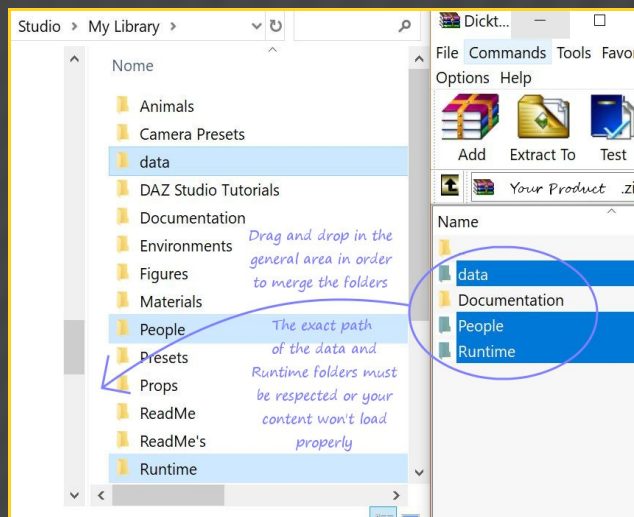 Studio > My Library >
Nome
Animals
Camera Presets
data
DAZ Studio Tutorials
Documentation
Environments
Figures
Materials
People
Presets
Props
ReadMe
ReadMe's
Runtime
Drag and drop in the
general area in order
to merge the folders
The exact path
of the data and
Runtime folders must
be respected or your
content won't load
properly
Dickt...
File Commands Tools Favor
Options Help
Add Extract To Test
Your Product .zi
Name
data
Documentation
People
Runtime